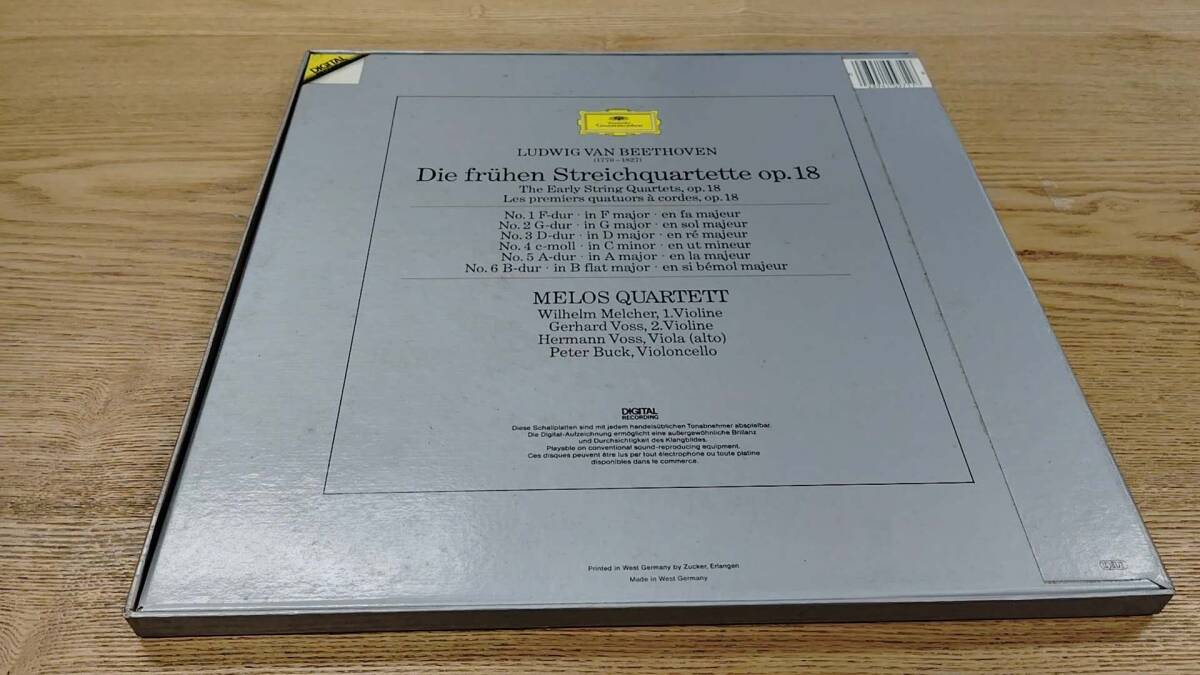 DIGITAL
Deutsche
Grammophon
LUDWIG VAN BEETHOVEN
(1770–1827)
Die frühen Streichquartette op. 18
The Early String Quartets, op. 18
Les premiers quatuors à cordes, op. 18
No. 1 F-dur · in F major · en fa majeur
No. 2 G-dur · in G major · en sol majeur
No. 3 D-dur · in D major · en ré majeur
No. 4 c-moll · in C minor · en ut mineur
No. 5 A-dur · in A major · en la majeur
No. 6 B-dur · in B flat major · en si bémol majeur
MELOS QUARTETT
Wilhelm Melcher, 1. Violine
Gerhard Voss, 2. Violine
Hermann Voss, Viola (alto)
Peter Buck, Violoncello
DIGITAL
RECORDING
Diese Schallplatten sind mit jedem handelsüblichen Tonabnehmer abspielbar.
Die Digital-Aufzeichnung ermöglicht eine außergewöhnliche Brillanz
und Durchsichtigkeit des Klangbildes.
Playable on conventional sound-reproducing equipment.
Ces disques peuvent être lus par tout électrophone ou toute platine
disponibles dans le commerce.
Printed in West Germany by Zucker, Erlangen
Made in West Germany